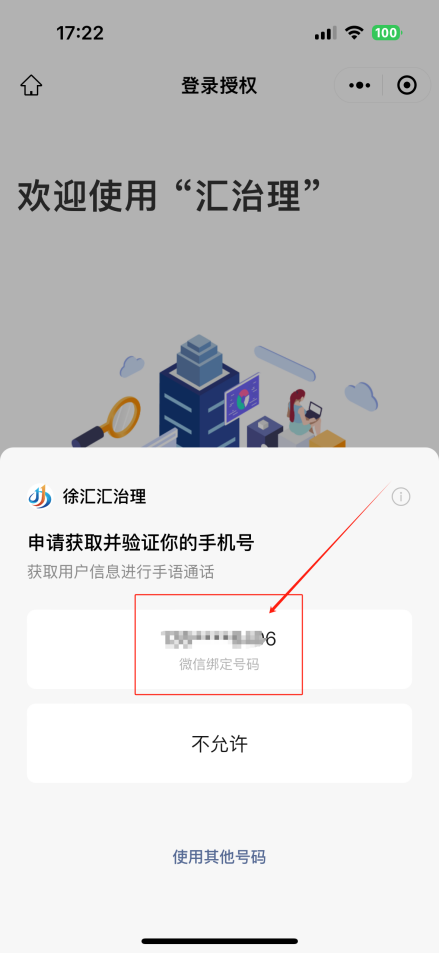 17:22
100
登录授权
欢迎使用“汇治理”
徐汇汇治理
申请获取并验证你的手机号
获取用户信息进行手语通话
微信绑定号码
不允许
使用其他号码